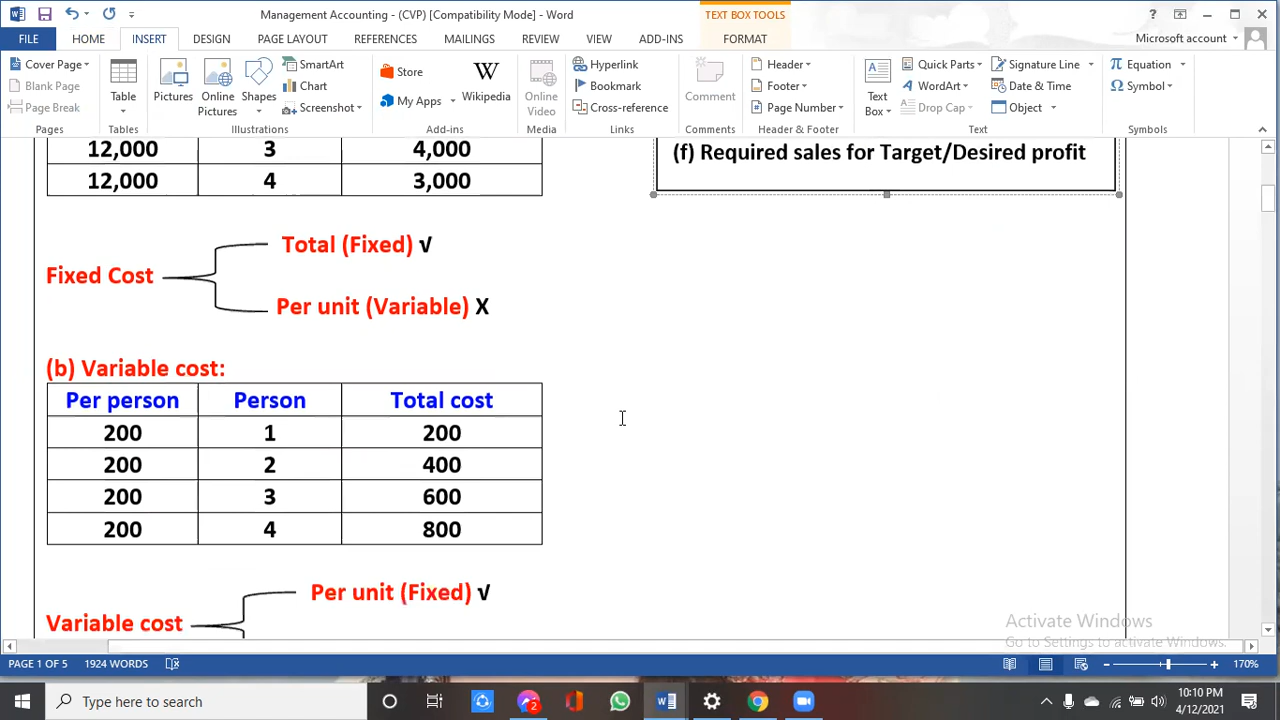 Management Accounting - (CVP) [Compatibility Mode] - Word
TEXT BOX TOOLS
?
FILE HOME INSERT DESIGN PAGE LAYOUT REFERENCES MAILINGS REVIEW VIEW ADD-INS FORMAT Microsoft account
Cover Page
Blank Page
Page Break
Pages
Table
Tables
Pictures
Online Pictures
Shapes
SmartArt
Chart
Screenshot
Illustrations
Store
My Apps
W
Wikipedia
Add-ins
Online Video
Media
Hyperlink
Bookmark
Cross-reference
Links
Comment
Comments
Header
Footer
Page Number
Header & Footer
A
Text Box
Quick Parts
WordArt
Drop Cap
Signature Line
Date & Time
Object
Text
π Equation
Ω Symbol
Symbols
12,000 3 4,000
12,000 4 3,000
(f) Required sales for Target/Desired profit
Total (Fixed) √
Fixed Cost
Per unit (Variable) X
(b) Variable cost:
Per person Person Total cost
200 1 200
200 2 400
200 3 600
200 4 800
Per unit (Fixed) √
Variable cost
Activate Windows
Go to Settings to activate Windows.
PAGE 1 OF 5 1924 WORDS 170%
Type here to search
2
10:10 PM
4/12/2021